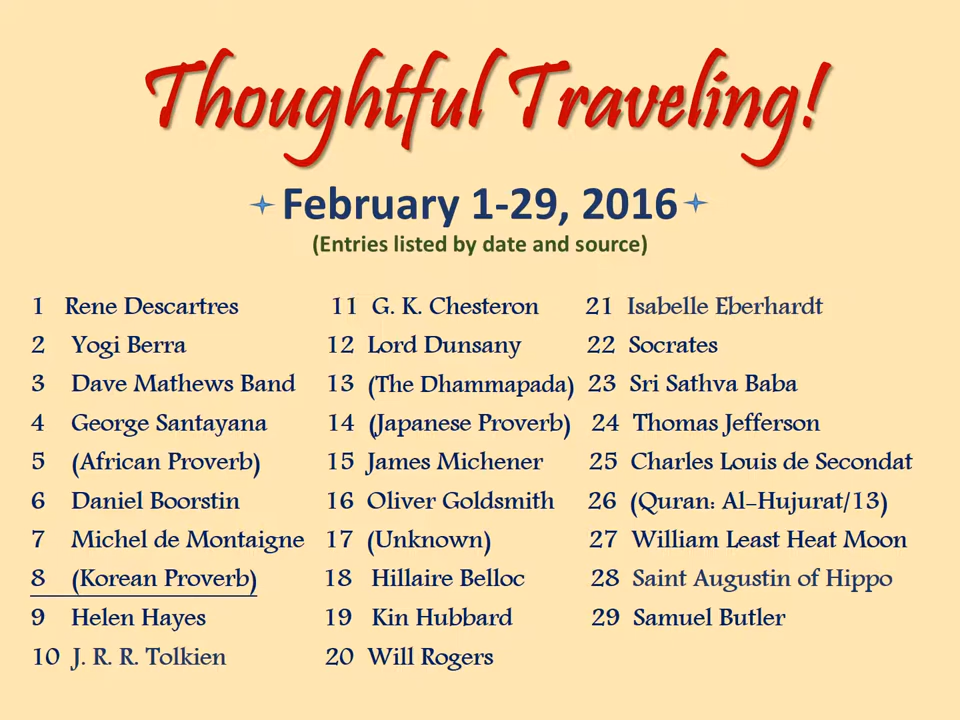 Thoughtful Traveling!
February 1-29, 2016
(Entries listed by date and source)
1 Rene Descartres
2 Yogi Berra
3 Dave Mathews Band
4 George Santayana
5 (African Proverb)
6 Daniel Boorstin
7 Michel de Montaigne
8 (Korean Proverb)
9 Helen Hayes
10 J. R. R. Tolkien
11 G. K. Chesteron
12 Lord Dunsany
13 (The Dhammapada)
14 (Japanese Proverb)
15 James Michener
16 Oliver Goldsmith
17 (Unknown)
18 Hillaire Belloc
19 Kin Hubbard
20 Will Rogers
21 Isabelle Eberhardt
22 Socrates
23 Sri Sathva Baba
24 Thomas Jefferson
25 Charles Louis de Secondat
26 (Quran: Al-Hujurat/13)
27 William Least Heat Moon
28 Saint Augustin of Hippo
29 Samuel Butler